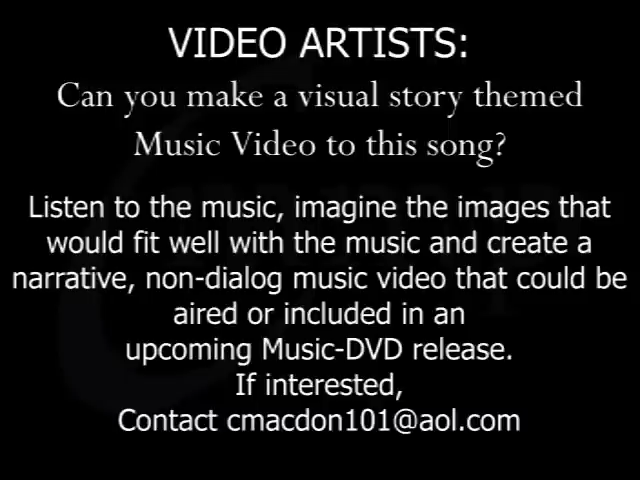 VIDEO ARTISTS:
Can you make a visual story themed
Music Video to this song?
Listen to the music, imagine the images that
would fit well with the music and create a
narrative, non-dialog music video that could be
aired or included in an
upcoming Music-DVD release.
If interested,
Contact cmacdon101@aol.com